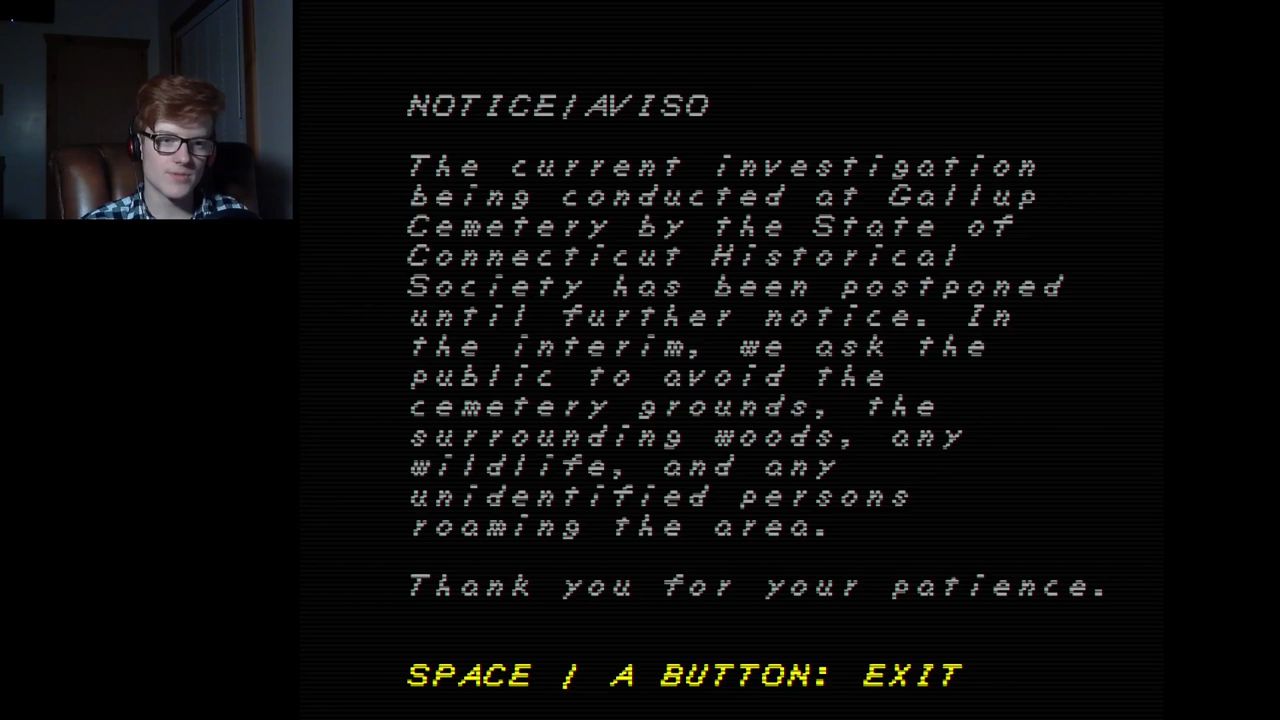 NOTICE/AVISO
The current investigation
being conducted at Gallup
Cemetery by the State of
Connecticut Historical
Society has been postponed
until further notice. In
the interim, we ask the
public to avoid the
cemetery grounds, the
surrounding woods, any
wildlife, and any
unidentified persons
roaming the area.
Thank you for your patience.
SPACE / A BUTTON: EXIT